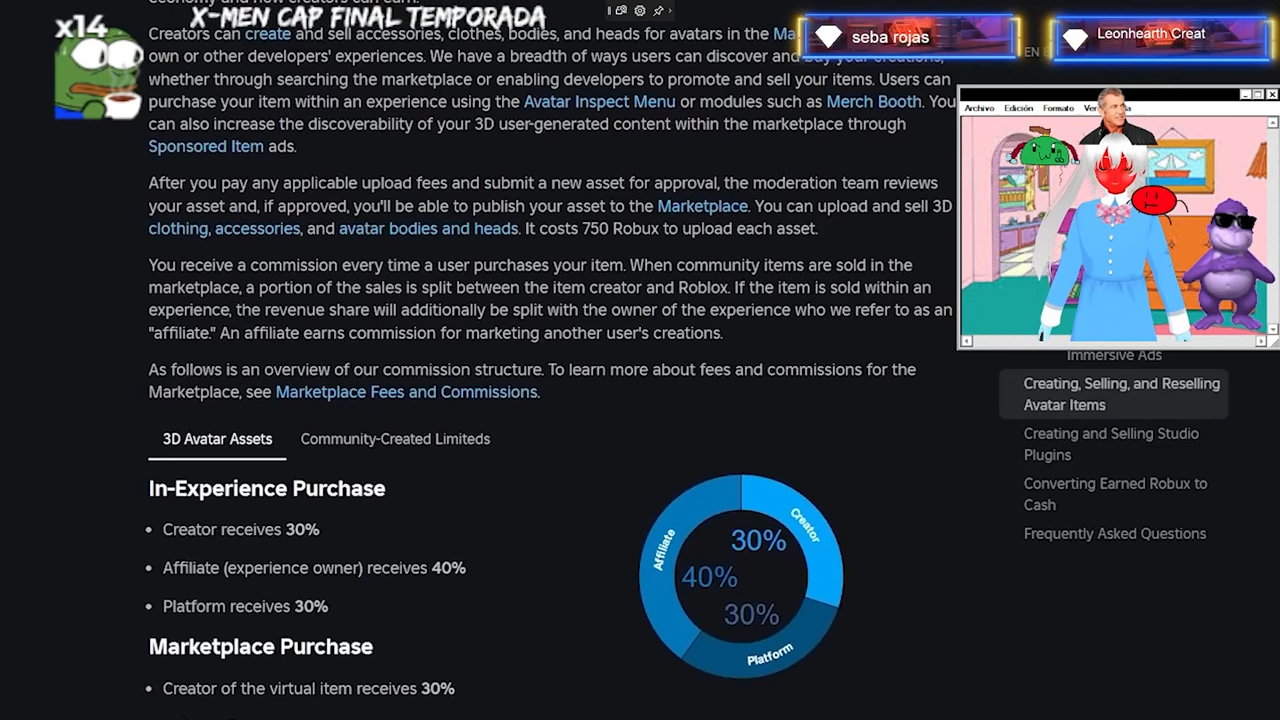 economy and how creators can earn.
X-MEN CAP FINAL TEMPORADA
x14
seba rojas
Leonhearth Creat
Creators can create and sell accessories, clothes, bodies, and heads for avatars in the Ma
EN E
own or other developers' experiences. We have a breadth of ways users can discover and buy your creations,
whether through searching the marketplace or enabling developers to promote and sell your items. Users can
purchase your item within an experience using the Avatar Inspect Menu or modules such as Merch Booth. You
can also increase the discoverability of your 3D user-generated content within the marketplace through
Sponsored Item ads.
Archivo Edición Formato Ver
After you pay any applicable upload fees and submit a new asset for approval, the moderation team reviews
your asset and, if approved, you'll be able to publish your asset to the Marketplace. You can upload and sell 3D
clothing, accessories, and avatar bodies and heads. It costs 750 Robux to upload each asset.
You receive a commission every time a user purchases your item. When community items are sold in the
marketplace, a portion of the sales is split between the item creator and Roblox. If the item is sold within an
experience, the revenue share will additionally be split with the owner of the experience who we refer to as an
"affiliate." An affiliate earns commission for marketing another user's creations.
As follows is an overview of our commission structure. To learn more about fees and commissions for the
Marketplace, see Marketplace Fees and Commissions.
3D Avatar Assets
Community-Created Limiteds
In-Experience Purchase
• Creator receives 30%
• Affiliate (experience owner) receives 40%
• Platform receives 30%
Marketplace Purchase
• Creator of the virtual item receives 30%
Creator
30%
Affiliate
40%
30%
Platform
Immersive Ads
Creating, Selling, and Reselling
Avatar Items
Creating and Selling Studio
Plugins
Converting Earned Robux to
Cash
Frequently Asked Questions